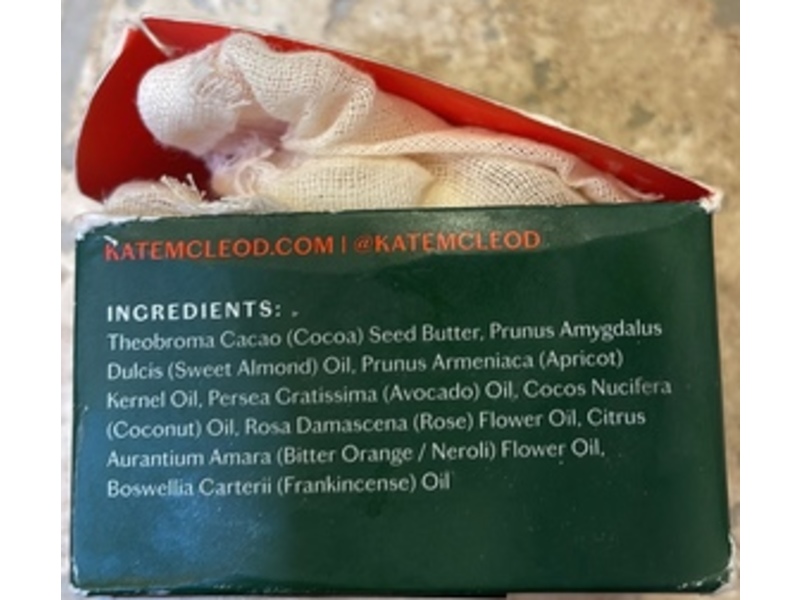 KATEMCLEOD.COM | @KATEMCLEOD
INGREDIENTS:
Theobroma Cacao (Cocoa) Seed Butter, Prunus Amygdalus
Dulcis (Sweet Almond) Oil, Prunus Armeniaca (Apricot)
Kernel Oil, Persea Gratissima (Avocado) Oil, Cocos Nucifera
(Coconut) Oil, Rosa Damascena (Rose) Flower Oil, Citrus
Aurantium Amara (Bitter Orange / Neroli) Flower Oil,
Boswellia Carterii (Frankincense) Oil